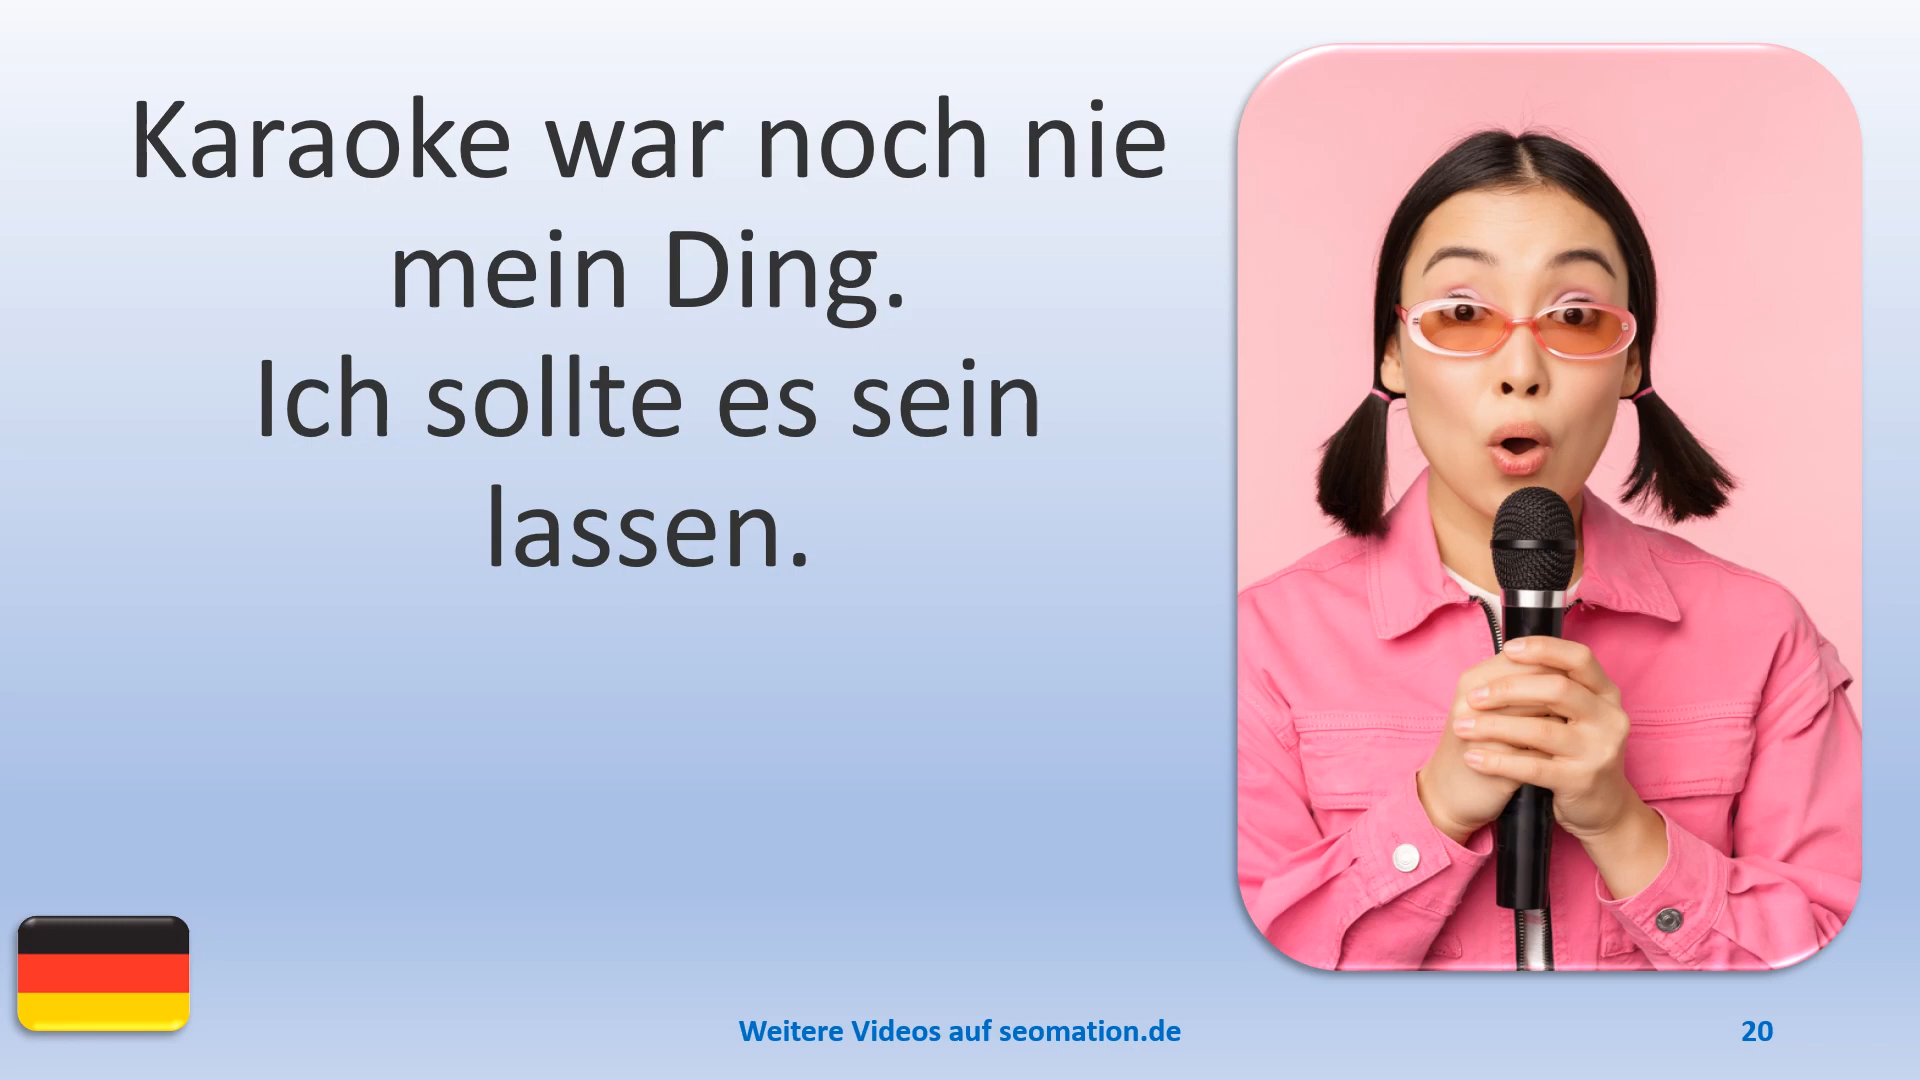 Karaoke war noch nie
mein Ding.
Ich sollte es sein
lassen.
Weitere Videos auf seomation.de
20